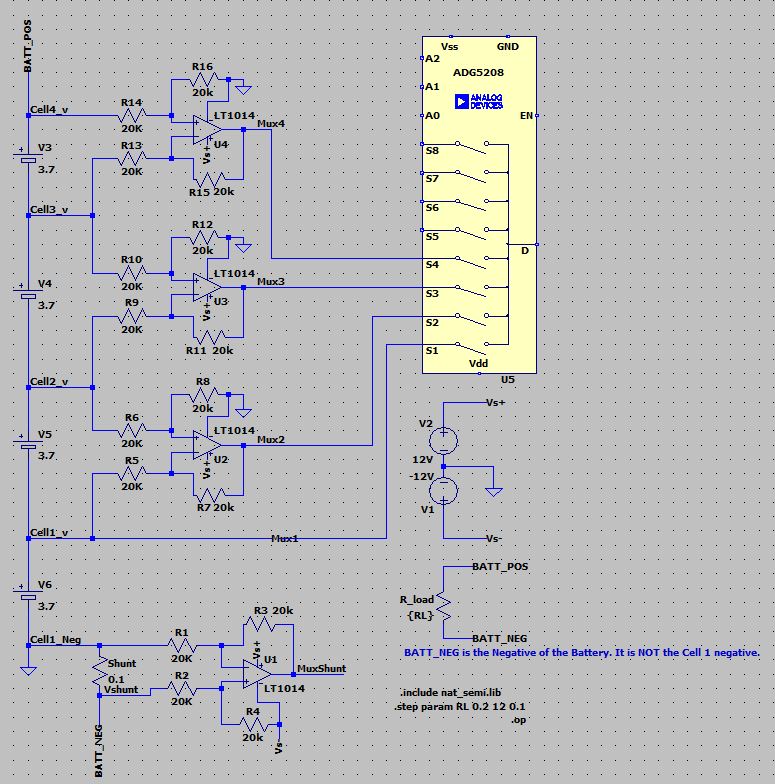 BATT_POS
Cell4_v
V3
3.7
Cell3_v
V4
3.7
Cell2_v
V5
3.7
Cell1_v
V6
3.7
Cell1_Neg
R16
20k
R14
20K
LT1014
Mux4
U4
Vs+
R13
20K
R15 20k
R12
20k
R10
20K
LT1014
Mux3
U3
Vs+
R9
20K
R11 20k
R8
20k
R6
20K
LT1014
Mux2
U2
Vs+
R5
20K
R7 20k
Mux1
Vss
GND
A2
ADG5208
A1
ANALOG
DEVICES
A0
EN
S8
S7
S6
S5
D
S4
S3
S2
S1
Vdd
U5
Vs+
V2
12V
-12V
V1
Vs-
BATT_POS
R_load
{RL}
BATT_NEG
BATT_NEG is the Negative of the Battery. It is NOT the Cell 1 negative.
R3 20k
R1
20K
Vs+
U1
MuxShunt
LT1014
Shunt
0.1
Vshunt
R2
20K
R4
20k
Vs-
BATT_NEG
.include nat_semi.lib
.step param RL 0.2 12 0.1
.op